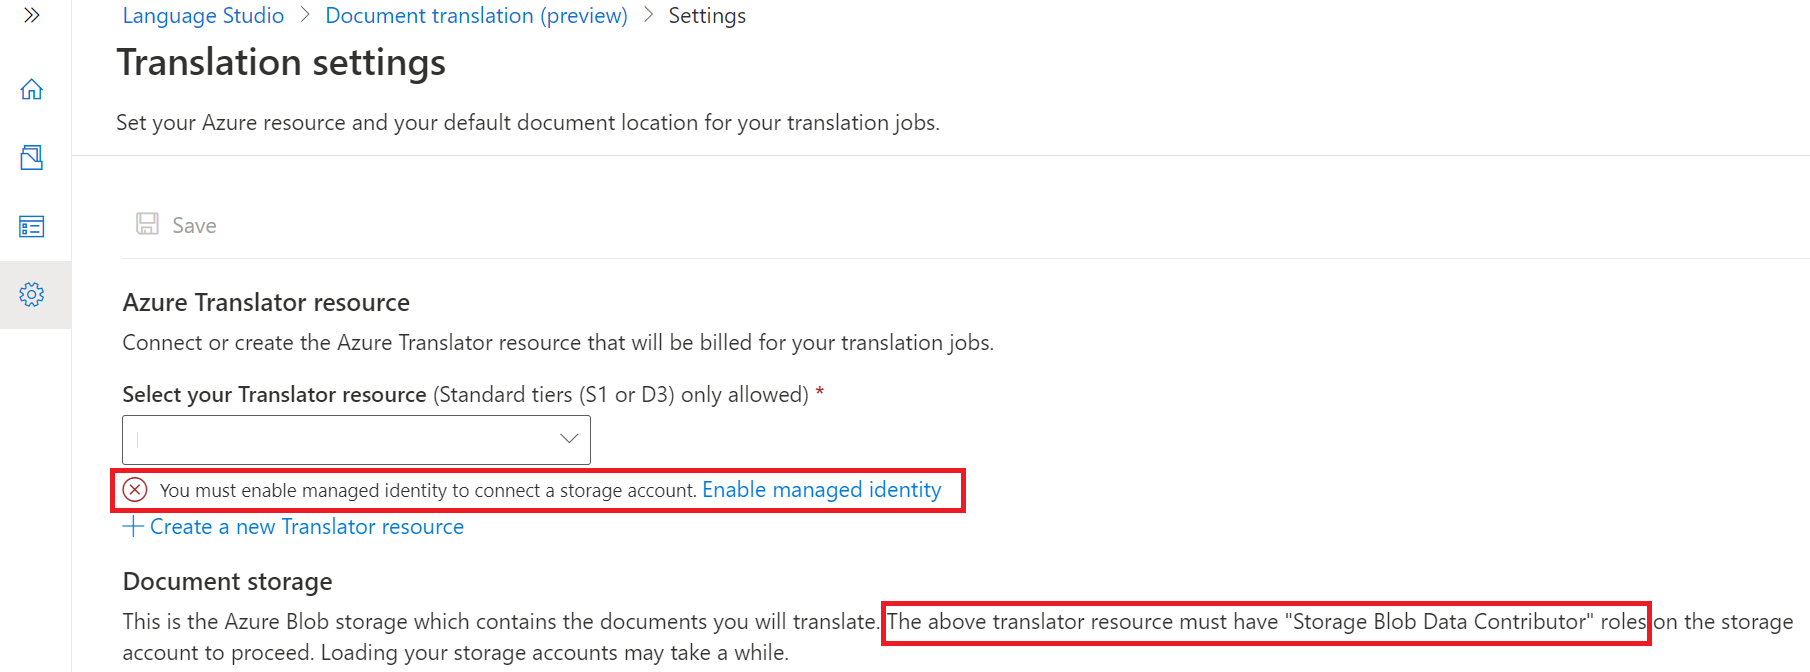 Language Studio > Document translation (preview) > Settings
Translation settings
Set your Azure resource and your default document location for your translation jobs.
Save
Azure Translator resource
Connect or create the Azure Translator resource that will be billed for your translation jobs.
Select your Translator resource (Standard tiers (S1 or D3) only allowed) *
You must enable managed identity to connect a storage account. Enable managed identity
Create a new Translator resource
Document storage
This is the Azure Blob storage which contains the documents you will translate. The above translator resource must have "Storage Blob Data Contributor" roles on the storage
account to proceed. Loading your storage accounts may take a while.